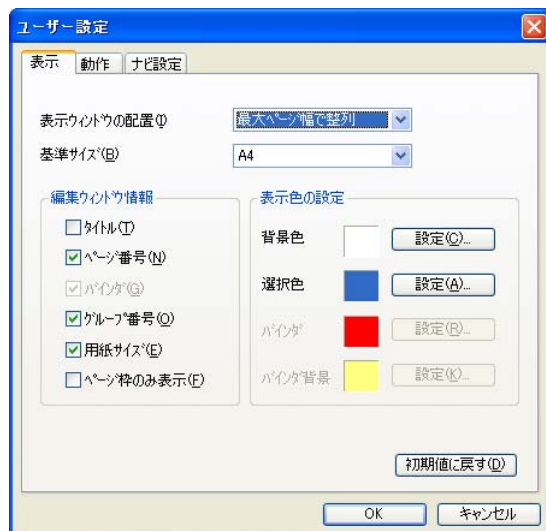 ユーザー設定
表示 動作 ナビ設定
表示ウィンドウの配置(I) 最大ページ幅で整列
基準サイズ(B) A4
編集ウィンドウ情報
タイトル(T)
ページ番号(N)
バインダ(G)
グループ番号(O)
用紙サイズ(E)
ページ枠のみ表示(F)
表示色の設定
背景色 設定(C)...
選択色 設定(A)...
バインダ 設定(R)...
バインダ背景 設定(K)...
初期値に戻す(D)
OK キャンセル